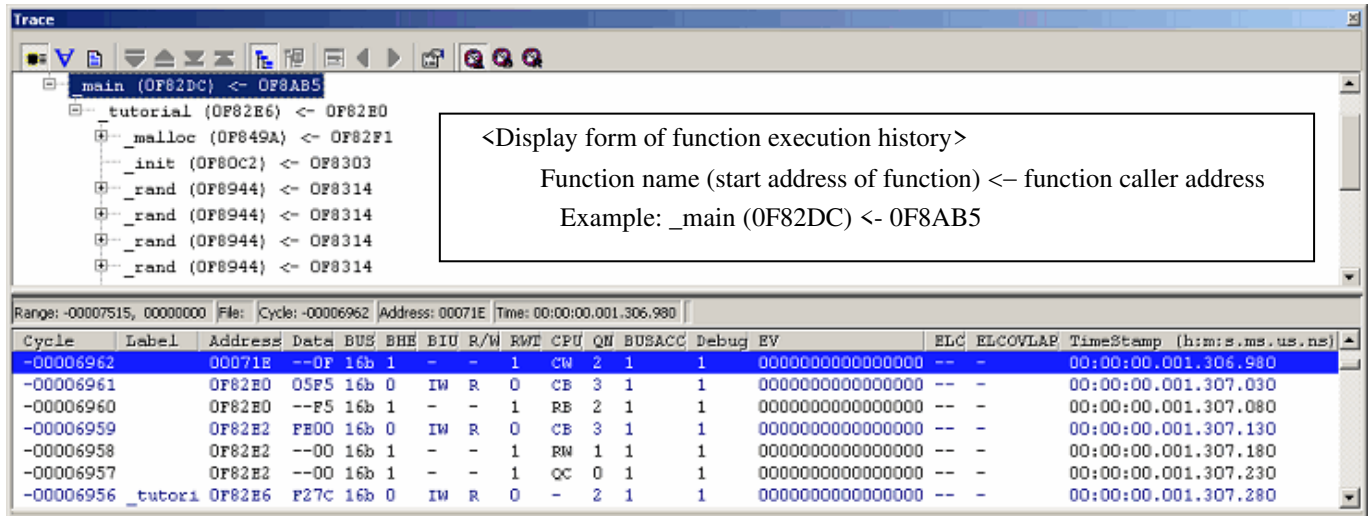 Trace
_main (0F82DC) <- 0F8AB5
_tutorial (0F82E6) <- 0F82E0
_malloc (0F849A) <- 0F82F1
_init (0F80C2) <- 0F8303
_rand (0F8944) <- 0F8314
_rand (0F8944) <- 0F8314
_rand (0F8944) <- 0F8314
_rand (0F8944) <- 0F8314
<Display form of function execution history>
Function name (start address of function) <– function caller address
Example: _main (0F82DC) <- 0F8AB5
Range: -00007515, 00000000 File: Cycle: -00006962 Address: 00071E Time: 00:00:00.001.306.980
Cycle Label Address Data BUS BHE BIU R/W RWT CPU QN BUSACC Debug EV ELC ELCOVLAP TimeStamp (h:m:s.ms.us.ns)
-00006962 00071E --0F 16b 1 - - 1 CW 2 1 1 0000000000000000 -- - 00:00:00.001.306.980
-00006961 0F82E0 05F5 16b 0 IW R 0 CB 3 1 1 0000000000000000 -- - 00:00:00.001.307.030
-00006960 0F82E0 --F5 16b 1 - - 1 RB 2 1 1 0000000000000000 -- - 00:00:00.001.307.080
-00006959 0F82E2 FE00 16b 0 IW R 0 CB 3 1 1 0000000000000000 -- - 00:00:00.001.307.130
-00006958 0F82E2 --00 16b 1 - - 1 RW 1 1 1 0000000000000000 -- - 00:00:00.001.307.180
-00006957 0F82E2 --00 16b 1 - - 1 QC 0 1 1 0000000000000000 -- - 00:00:00.001.307.230
-00006956 _tutori 0F82E6 F27C 16b 0 IW R 0 - 2 1 1 0000000000000000 -- - 00:00:00.001.307.280